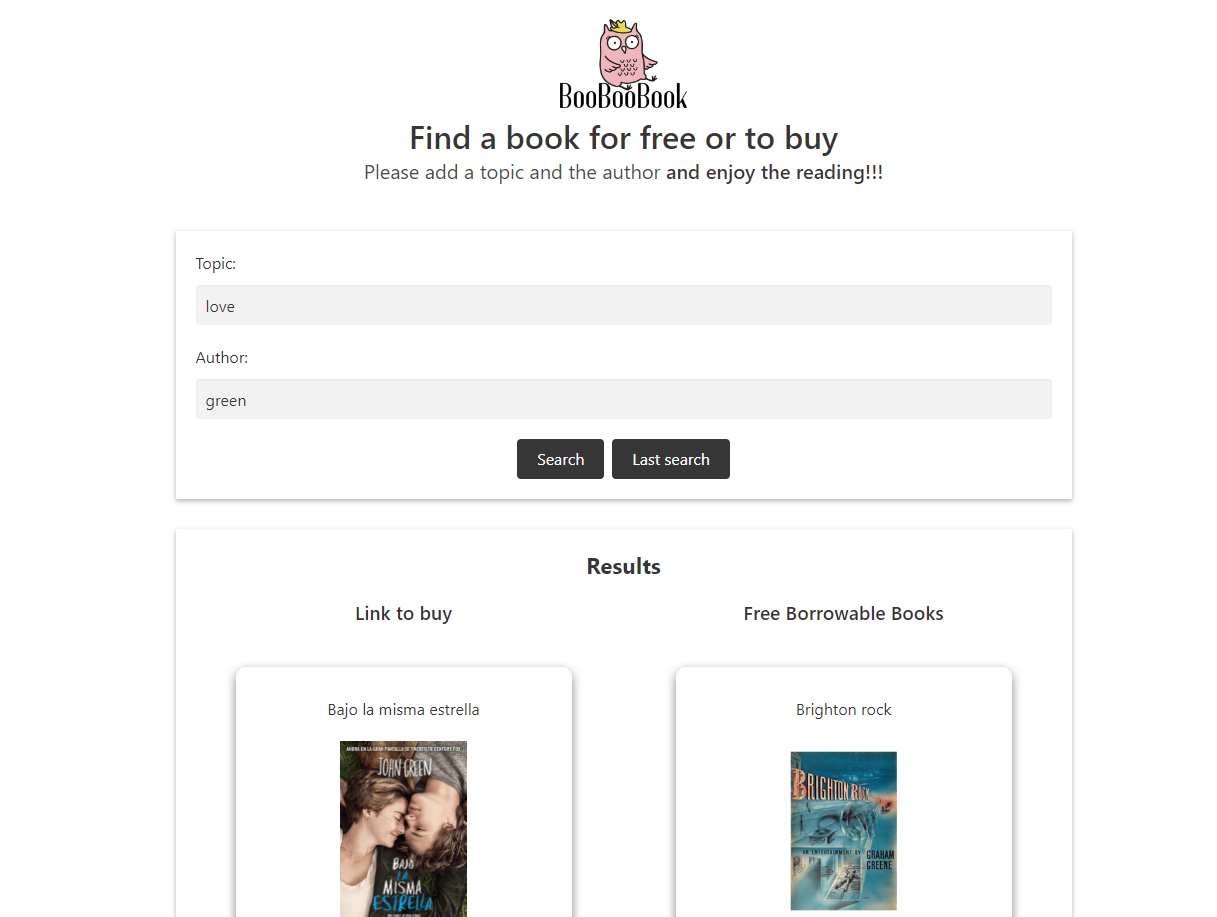 BooBooBook
Find a book for free or to buy
Please add a topic and the author and enjoy the reading!!!
Topic:
love
Author:
green
Search
Last search
Results
Link to buy
Free Borrowable Books
Bajo la misma estrella
AHORA EN LA GRAN PANTALLA DE TWENTIETH CENTURY FOX
JOHN GREEN
BAJO
LA
MISMA
ESTRELLA
Brighton rock
BRIGHTON ROCK
AN ENTERTAINMENT BY
GRAHAM
GREENE